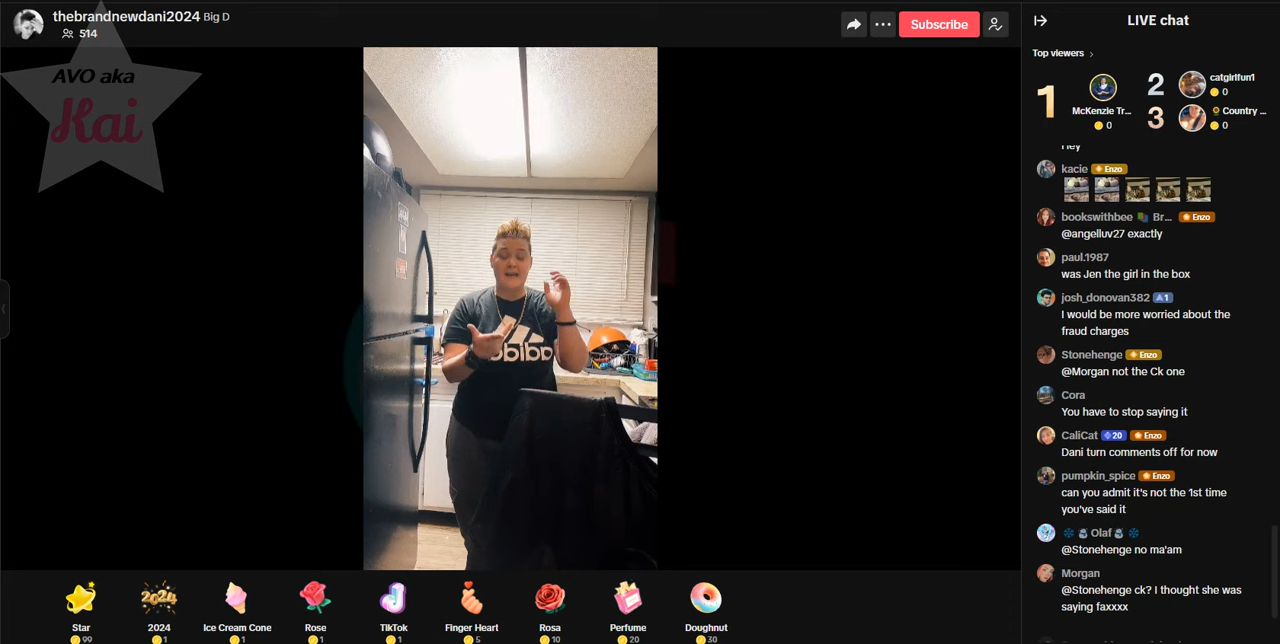 thebrandnewdani2024 Big D
514
Subscribe
LIVE chat
AVO aka
Kai
Top viewers
1
McKenzie Tr...
0
2
catgirlfun1
0
3
Country ...
0
Hey
kacie Enzo
bookswithbee Br... Enzo
@angelluv27 exactly
paul.1987
was Jen the girl in the box
josh_donovan382 1
I would be more worried about the
fraud charges
Stonehenge Enzo
@Morgan not the Ck one
Cora
You have to stop saying it
CaliCat 20 Enzo
Dani turn comments off for now
pumpkin_spice Enzo
can you admit it's not the 1st time
you've said it
Olaf
@Stonehenge no ma'am
Morgan
@Stonehenge ck? I thought she was
saying faxxxx
2024
Star
2024
Ice Cream Cone
Rose
TikTok
Finger Heart
Rosa
Perfume
Doughnut
99
1
1
1
1
5
10
20
30